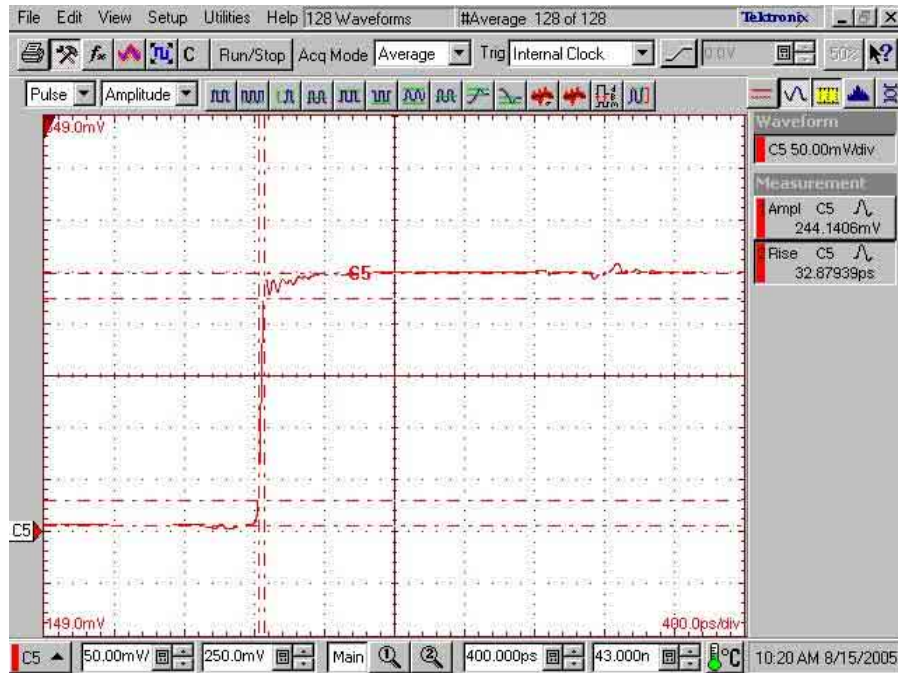 File Edit View Setup Utilities Help 128 Waveforms #Average 128 of 128 Tektronix
C Run/Stop Acq Mode Average Trig Internal Clock 0.0V 50%
Pulse Amplitude
349.0mV
Waveform
C5 50.00mV/div
Measurement
Ampl C5
244.1406mV
Rise C5
32.87939ps
C5
C5
149.0mV 400.0ps/div
C5 50.00mV/ 250.0mV Main 1 2 400.000ps 43.000n °C 10:20 AM 8/15/2005